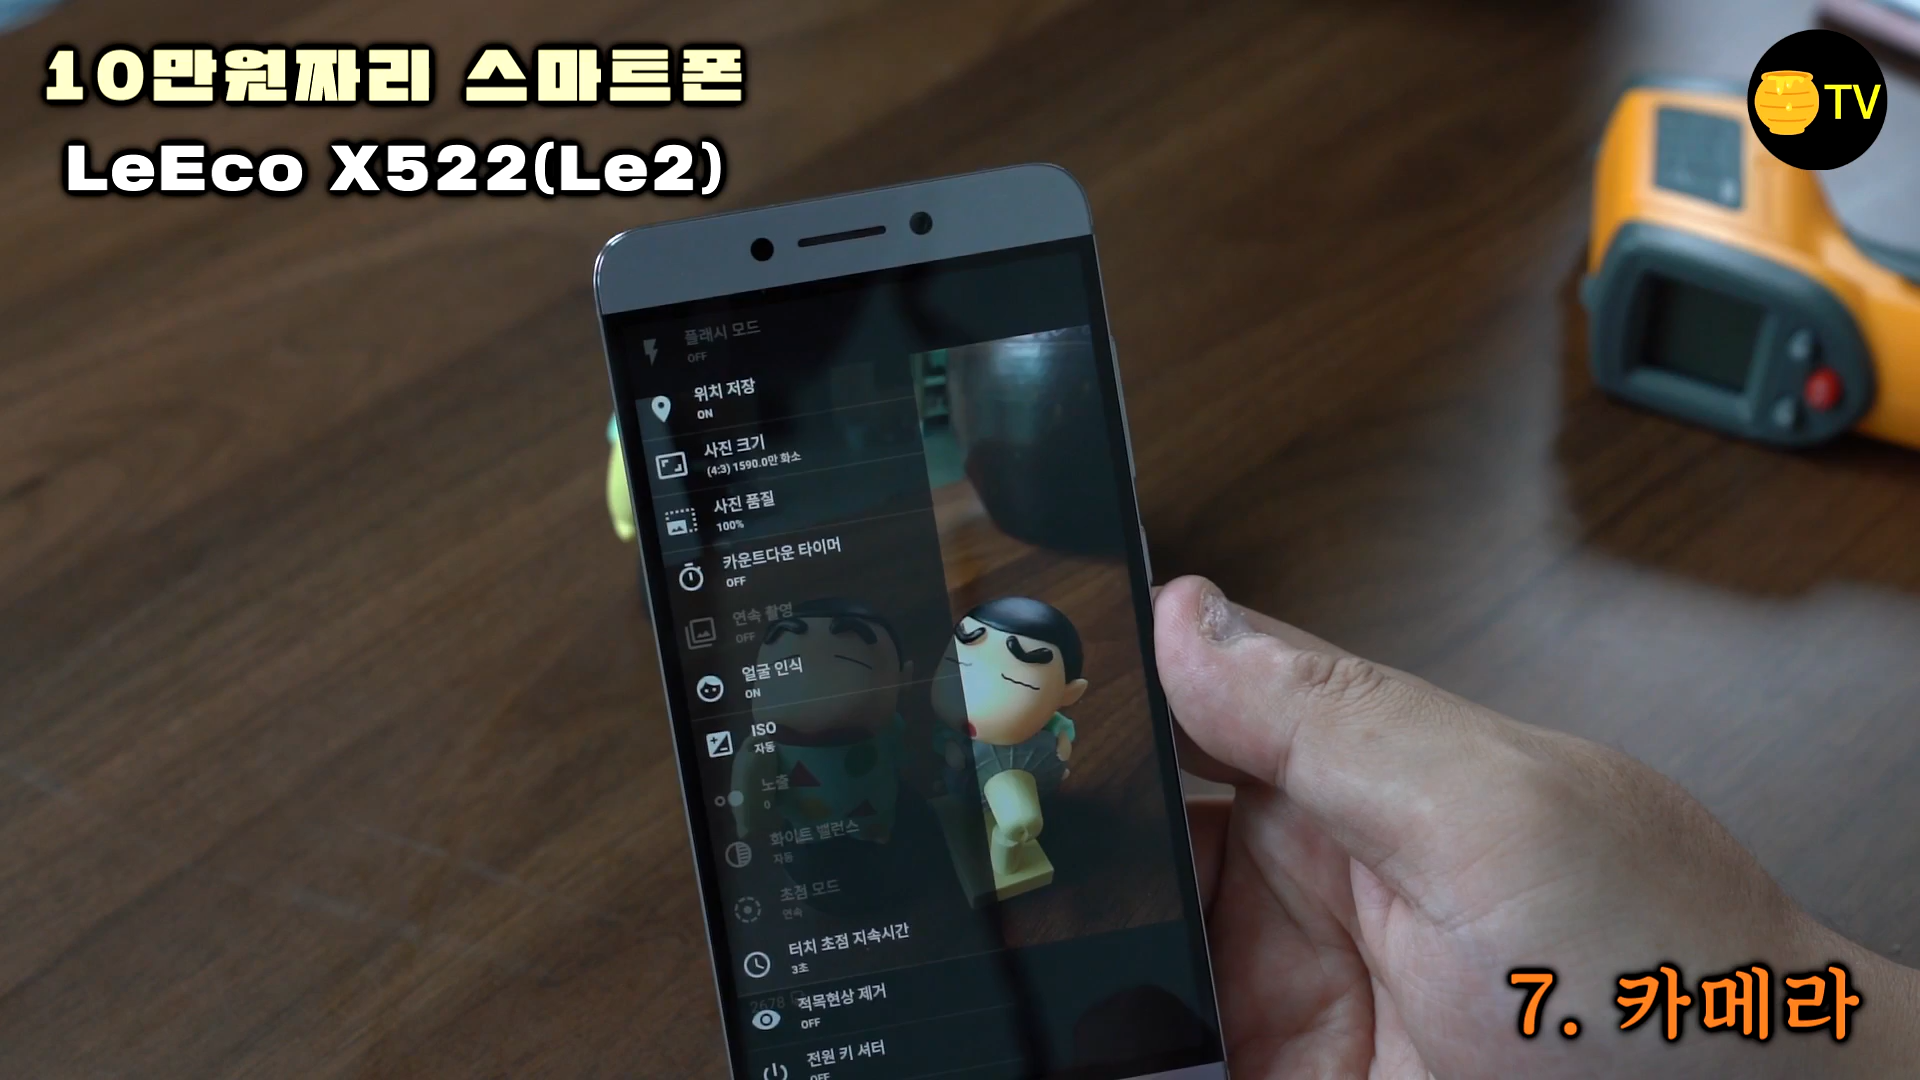 10만원짜리 스마트폰
LeEco X522(Le2)
TV
플래시 모드
OFF
위치 저장
ON
사진 크기
(4:3) 1590.0만 화소
사진 품질
100%
카운트다운 타이머
OFF
연속 촬영
OFF
얼굴 인식
ON
ISO
자동
노출
0
화이트 밸런스
자동
초점 모드
연속
터치 초점 지속시간
3초
2678
적목현상 제거
OFF
전원 키 셔터
OFF
7. 카메라